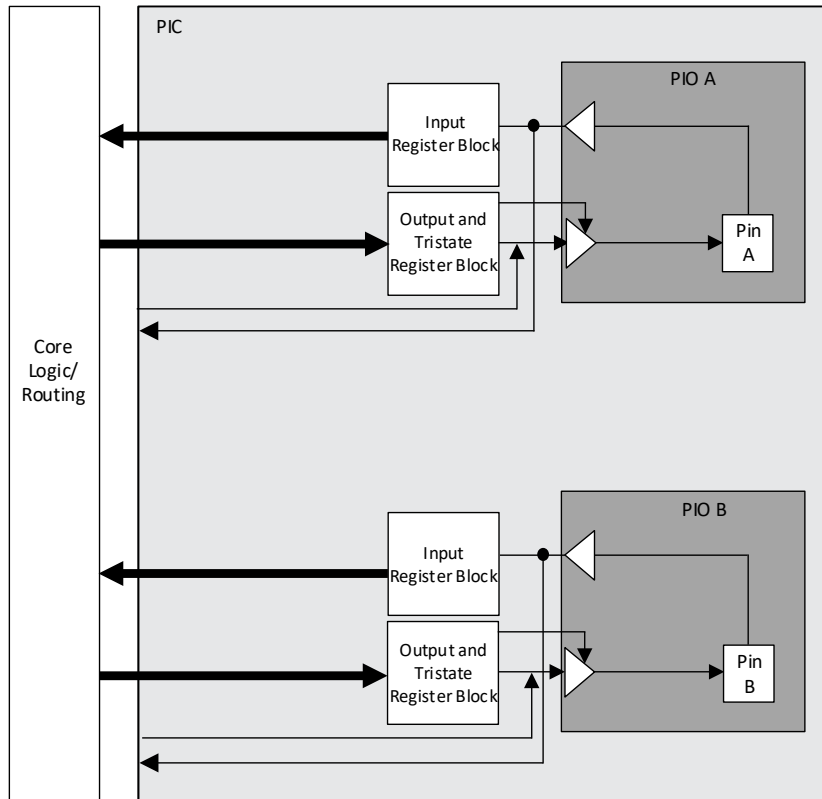 PIC
PIO A
Input
Register Block
Output and
Tristate
Register Block
Pin
A
Core
Logic/
Routing
PIO B
Input
Register Block
Output and
Tristate
Register Block
Pin
B